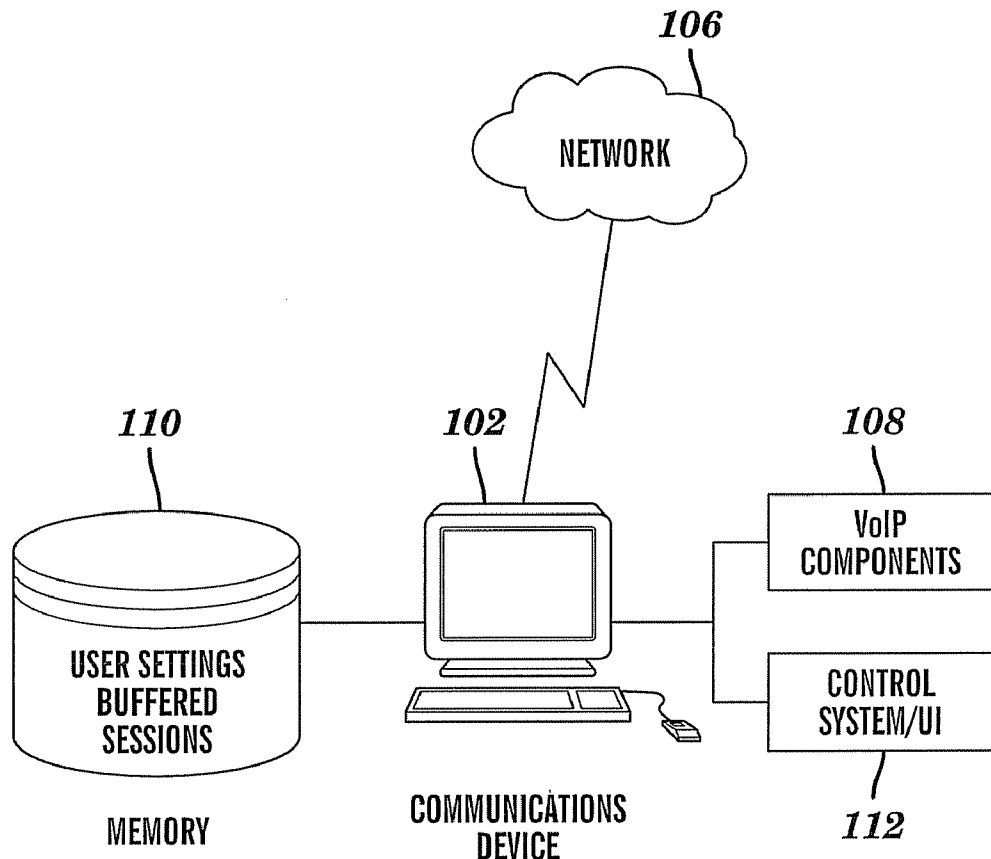 106
NETWORK
110
102
108
VoIP
COMPONENTS
USER SETTINGS
BUFFERED
SESSIONS
CONTROL
SYSTEM/UI
MEMORY
COMMUNICATIONS
DEVICE
112